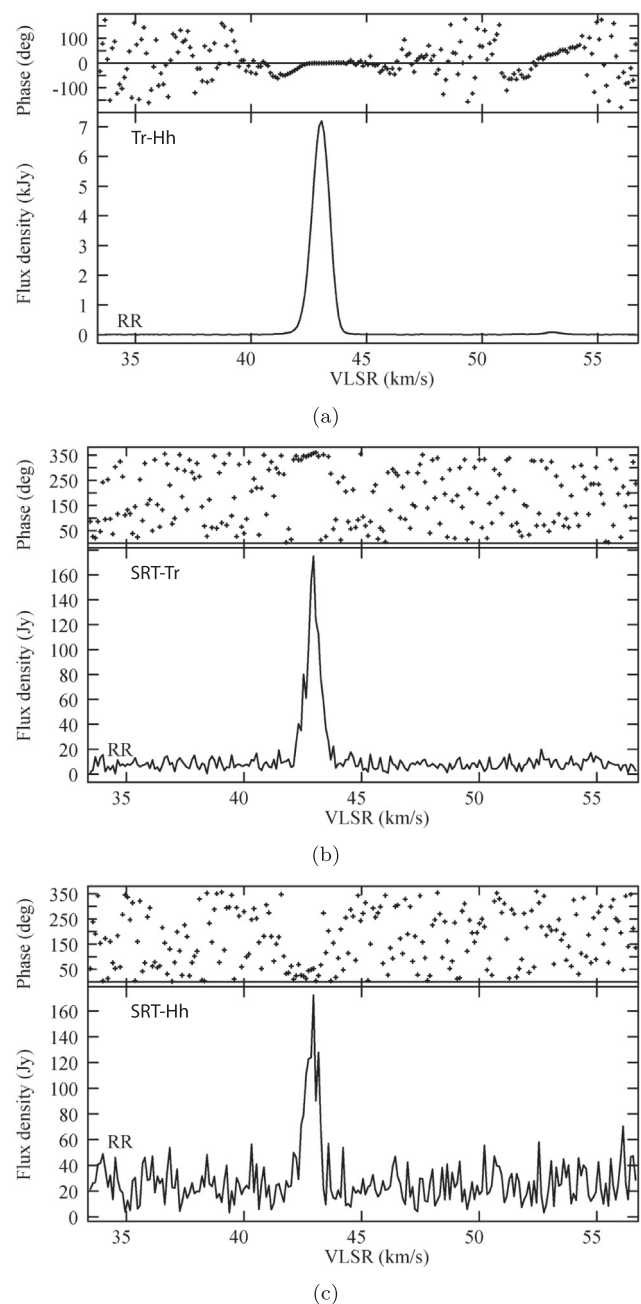 Phase (deg)
100
0
-100
Tr-Hh
Flux density (kJy)
7
6
5
4
3
2
1
0
RR
35 40 45 50 55
VLSR (km/s)
(a)
Phase (deg)
350
250
150
50
SRT-Tr
Flux density (Jy)
160
140
120
100
80
60
40
20
0
RR
35 40 45 50 55
VLSR (km/s)
(b)
Phase (deg)
350
250
150
50
SRT-Hh
Flux density (Jy)
160
140
120
100
80
60
40
20
0
RR
35 40 45 50 55
VLSR (km/s)
(c)